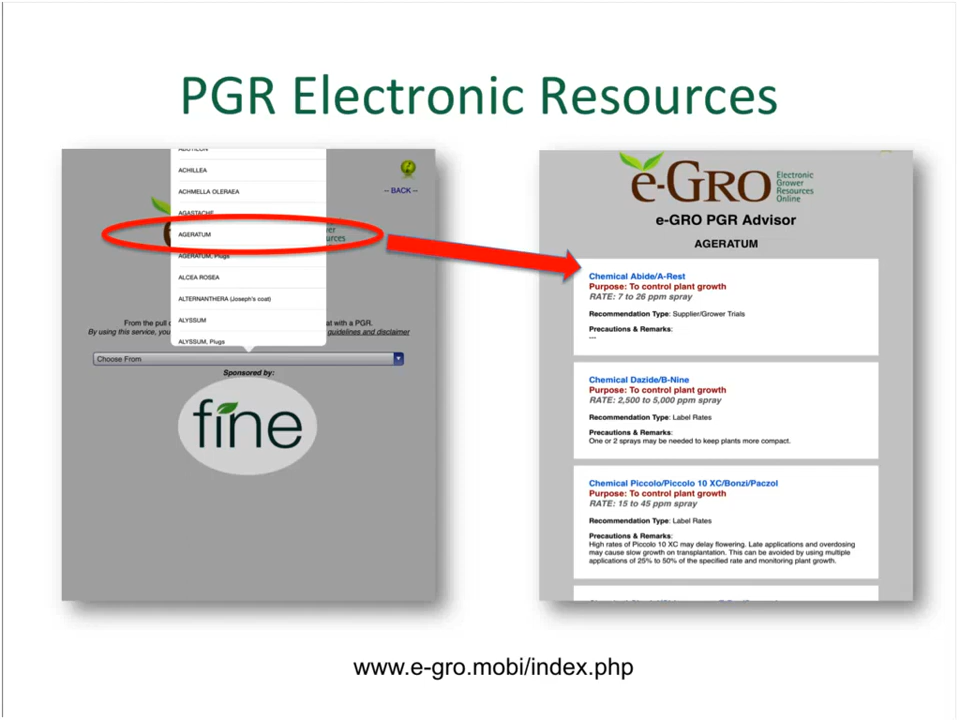 PGR Electronic Resources
ACHILLEA
ACHMELLA OLERAEA
AGASTACHE
AGERATUM
AGERATUM, Plugs
ALCEA ROSEA
ALTERNANTHERA (Joseph's coat)
ALYSSUM
ALYSSUM, Plugs
-- BACK --
From the pull
at with a PGR.
By using this service, you
guidelines and disclaimer
Choose From
Sponsored by:
fine
e-GRO
Electronic
Grower
Resources
Online
e-GRO PGR Advisor
AGERATUM
Chemical Abide/A-Rest
Purpose: To control plant growth
RATE: 7 to 26 ppm spray
Recommendation Type: Supplier/Grower Trials
Precautions & Remarks:
---
Chemical Dazide/B-Nine
Purpose: To control plant growth
RATE: 2,500 to 5,000 ppm spray
Recommendation Type: Label Rates
Precautions & Remarks:
One or 2 sprays may be needed to keep plants more compact.
Chemical Piccolo/Piccolo 10 XC/Bonzi/Paczol
Purpose: To control plant growth
RATE: 15 to 45 ppm spray
Recommendation Type: Label Rates
Precautions & Remarks:
High rates of Piccolo 10 XC may delay flowering. Late applications and overdosing
may cause slow growth on transplantation. This can be avoided by using multiple
applications of 25% to 50% of the specified rate and monitoring plant growth.
www.e-gro.mobi/index.php